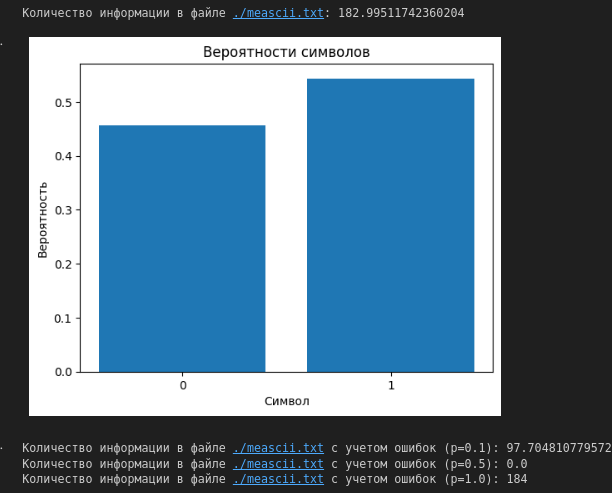 Количество информации в файле ./meascii.txt: 182.99511742360204
Вероятности символов
0.5
0.4
0.3
0.2
0.1
0.0
Вероятность
0 1
Символ
Количество информации в файле ./meascii.txt с учетом ошибок (p=0.1): 97.704810779572
Количество информации в файле ./meascii.txt с учетом ошибок (p=0.5): 0.0
Количество информации в файле ./meascii.txt с учетом ошибок (p=1.0): 184